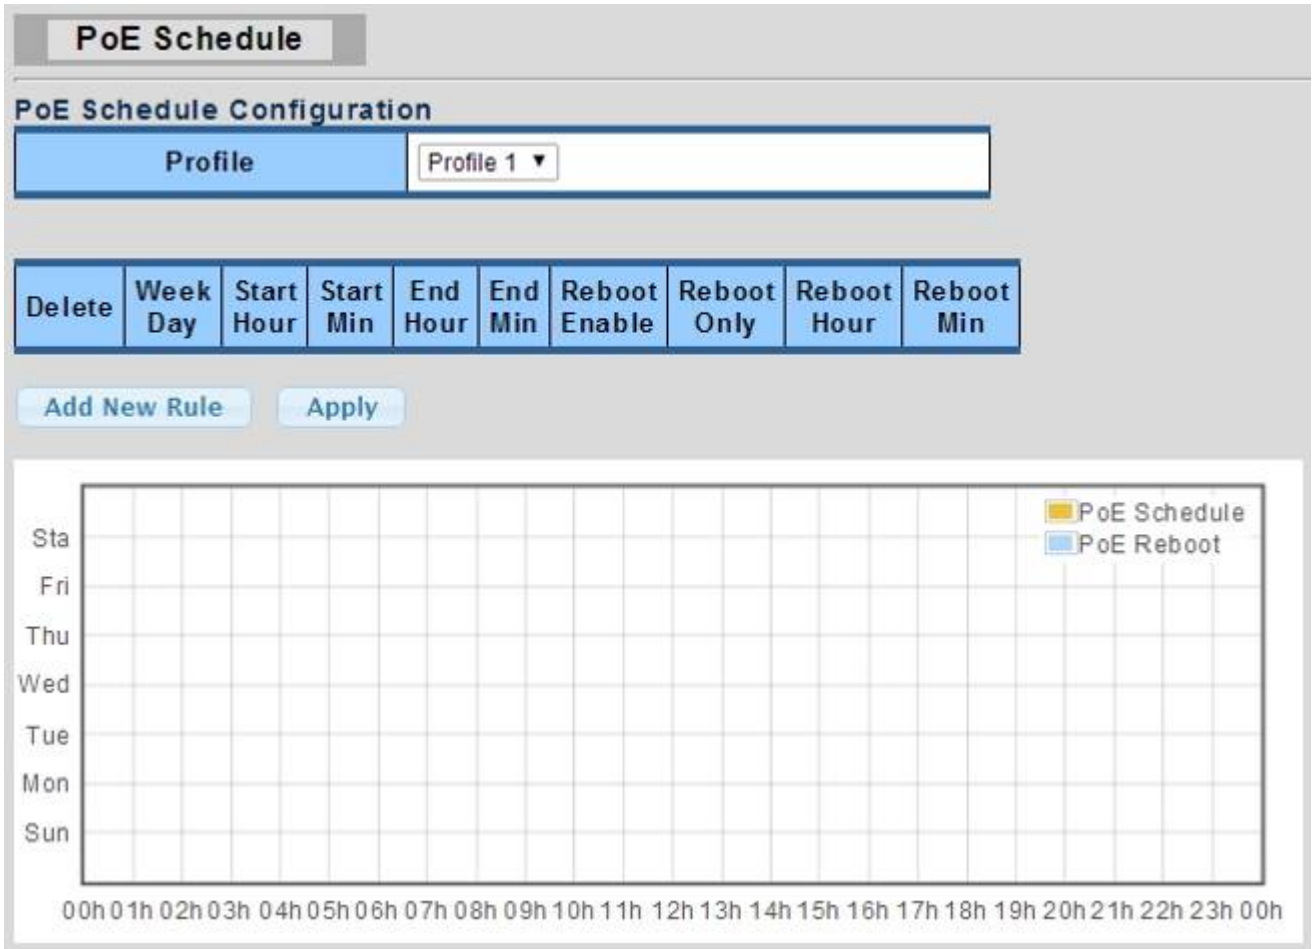 PoE Schedule
PoE Schedule Configuration
Profile
Profile 1 ▼
Delete
Week Day
Start Hour
Start Min
End Hour
End Min
Reboot Enable
Reboot Only
Reboot Hour
Reboot Min
Add New Rule
Apply
PoE Schedule
PoE Reboot
Sta
Fri
Thu
Wed
Tue
Mon
Sun
00h 01h 02h 03h 04h 05h 06h 07h 08h 09h 10h 11h 12h 13h 14h 15h 16h 17h 18h 19h 20h 21h 22h 23h 00h